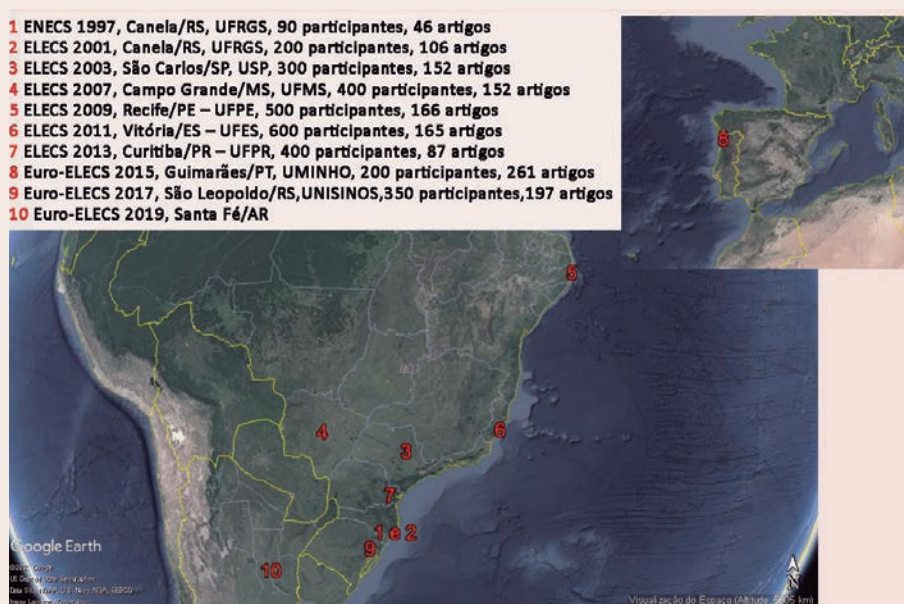 1 ENECS 1997, Canela/RS, UFRGS, 90 participantes, 46 artigos
2 ELECS 2001, Canela/RS, UFRGS, 200 participantes, 106 artigos
3 ELECS 2003, São Carlos/SP, USP, 300 participantes, 152 artigos
4 ELECS 2007, Campo Grande/MS, UFMS, 400 participantes, 152 artigos
5 ELECS 2009, Recife/PE – UFPE, 500 participantes, 166 artigos
6 ELECS 2011, Vitória/ES – UFES, 600 participantes, 165 artigos
7 ELECS 2013, Curitiba/PR – UFPR, 400 participantes, 87 artigos
8 Euro-ELECS 2015, Guimarães/PT, UMINHO, 200 participantes, 261 artigos
9 Euro-ELECS 2017, São Leopoldo/RS,UNISINOS,350 participantes,197 artigos
10 Euro-ELECS 2019, Santa Fé/AR
8
5
4
6
3
7
1 e 2
9
10
Google Earth
N
Visualização do Espaço (Altitude: km)